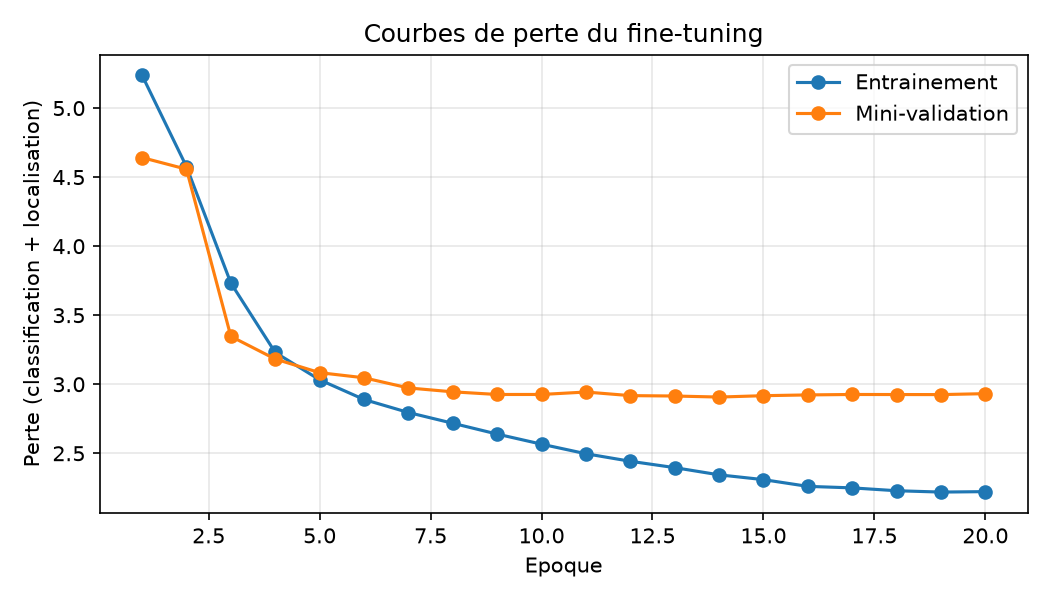 Courbes de perte du fine-tuning
Entrainement
Mini-validation
Perte (classification + localisation)
5.0
4.5
4.0
3.5
3.0
2.5
2.5 5.0 7.5 10.0 12.5 15.0 17.5 20.0
Epoque